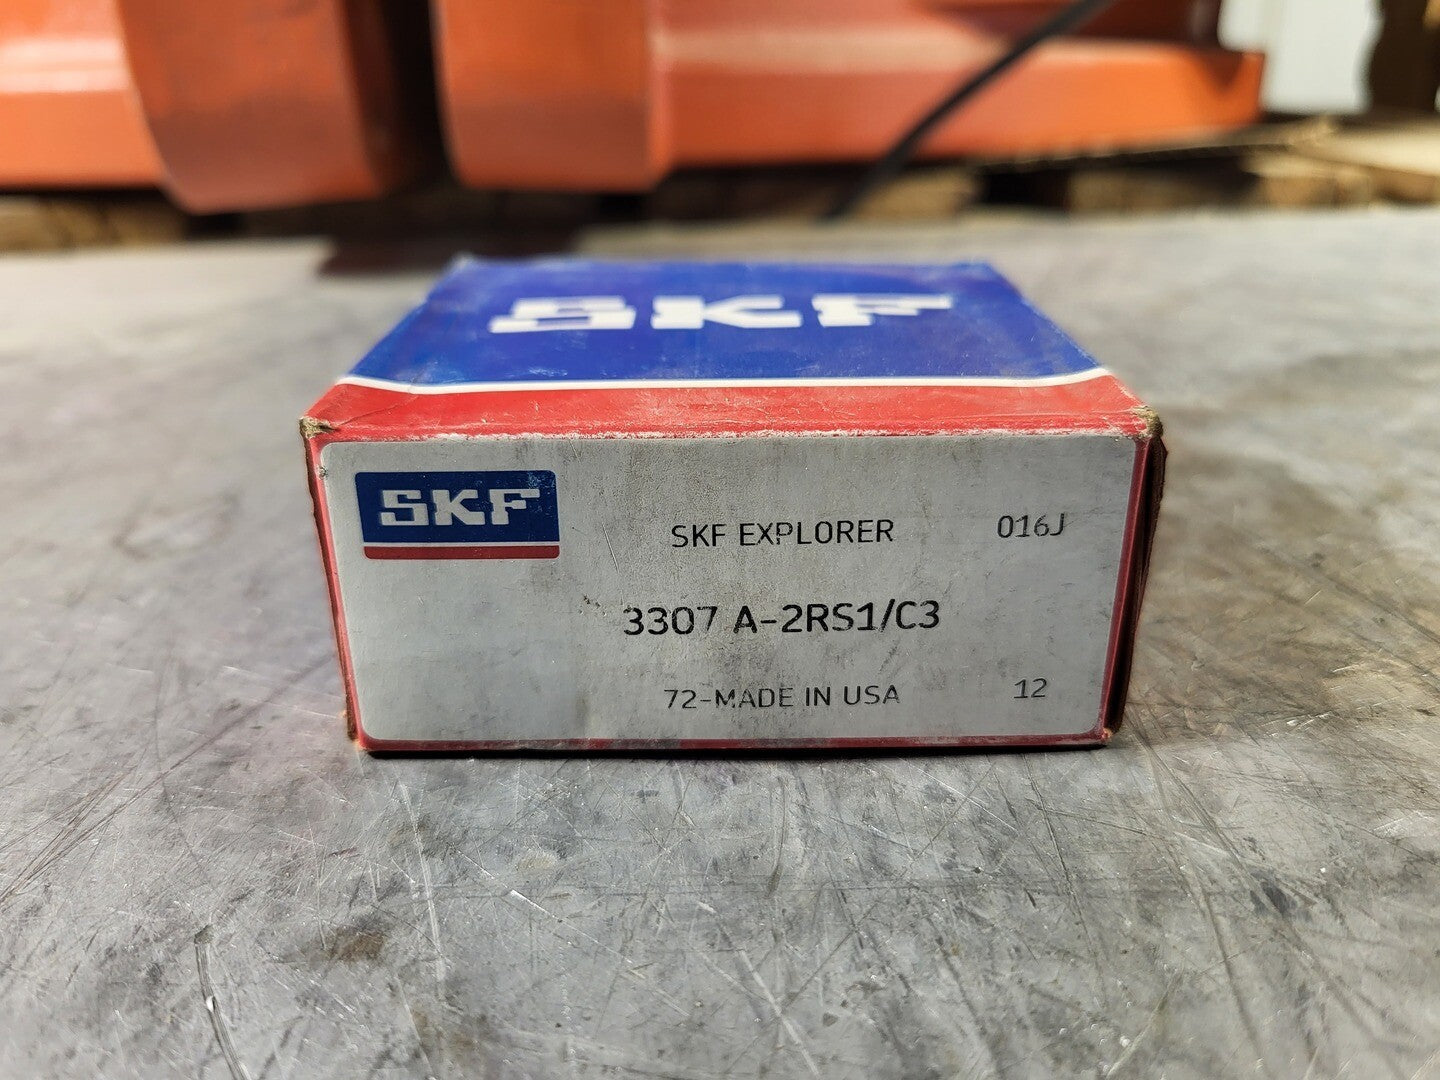 SKF
SKF
SKF EXPLORER 016J
3307 A-2RS1/C3
72-MADE IN USA 12